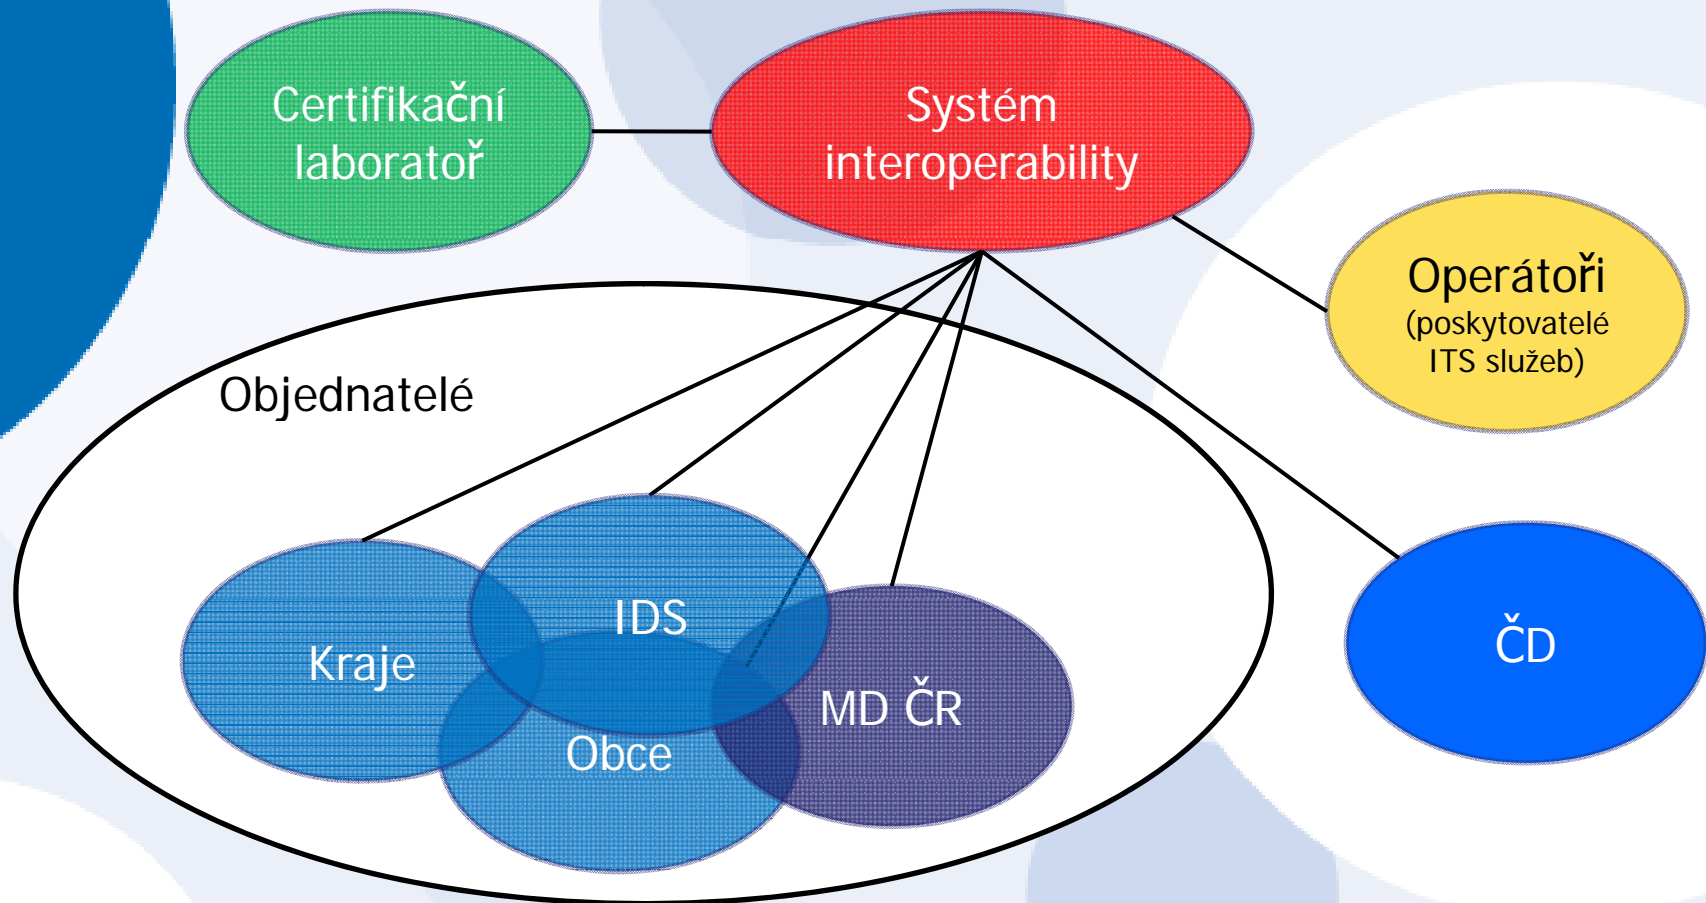 Certifikační
laboratoř
Systém
interoperability
Operátoři
(poskytovatelé
ITS služeb)
Objednatelé
IDS
Kraje
ČD
MD ČR
Obce